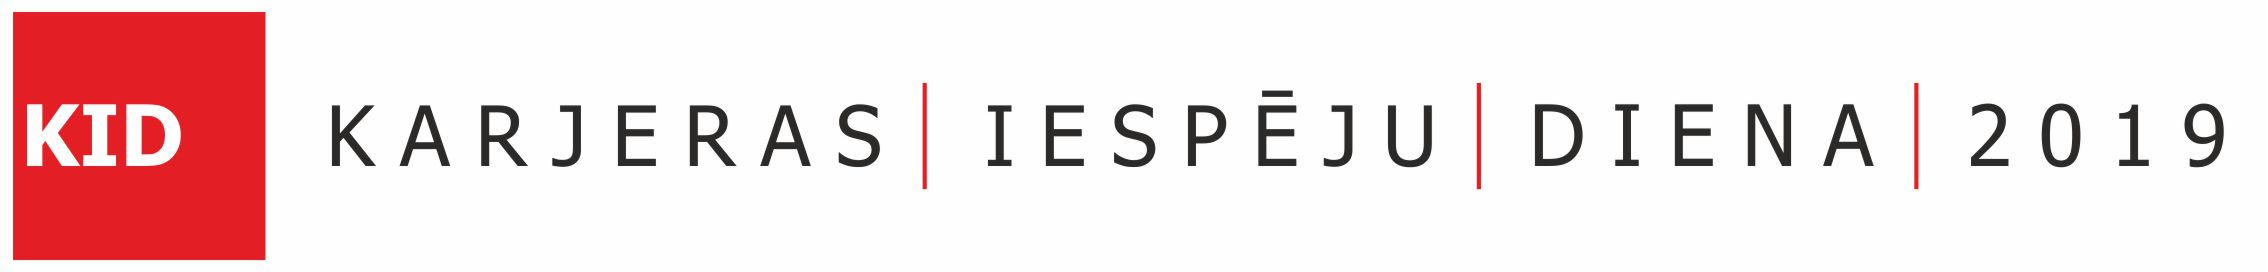 KID KARJERAS | IESPĒJU | DIENA | 2019